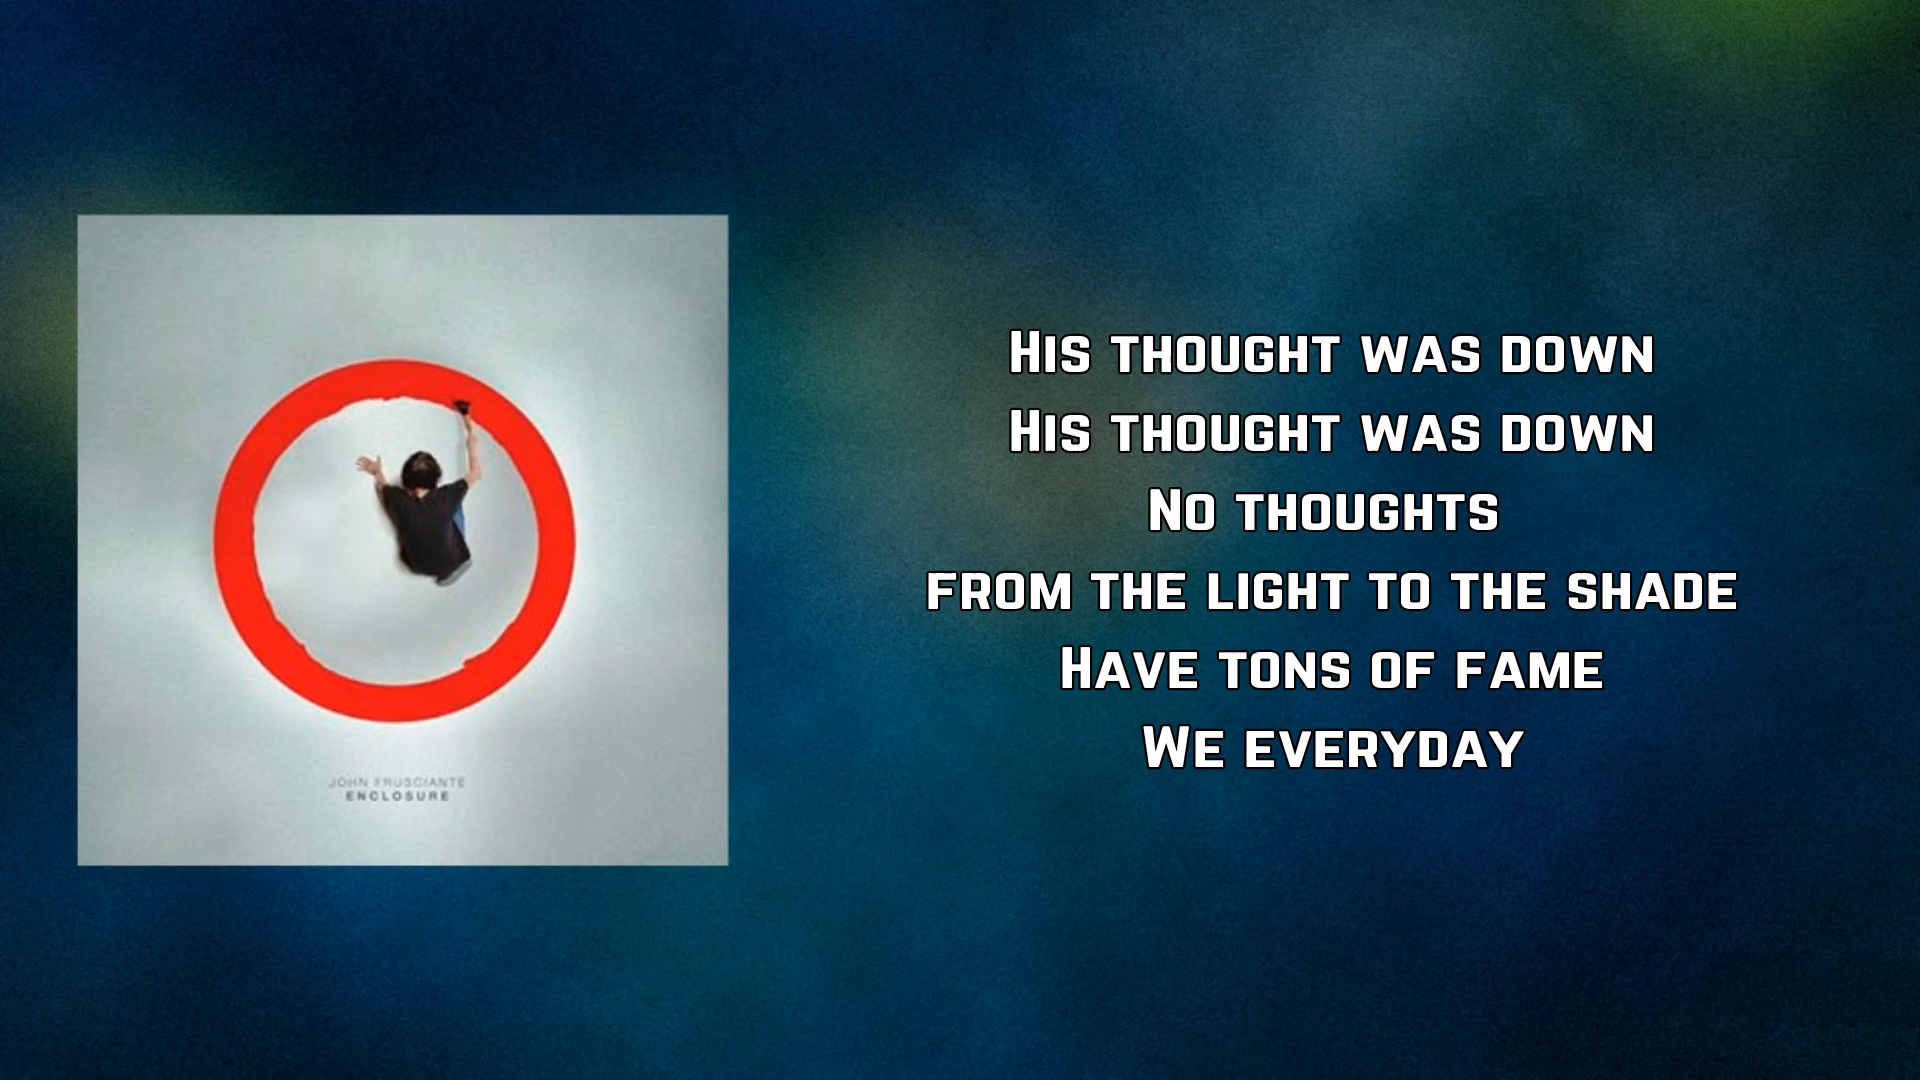 His thought was down
His thought was down
No thoughts
from the light to the shade
Have tons of fame
We everyday
JOHN FRUSCIANTE
ENCLOSURE